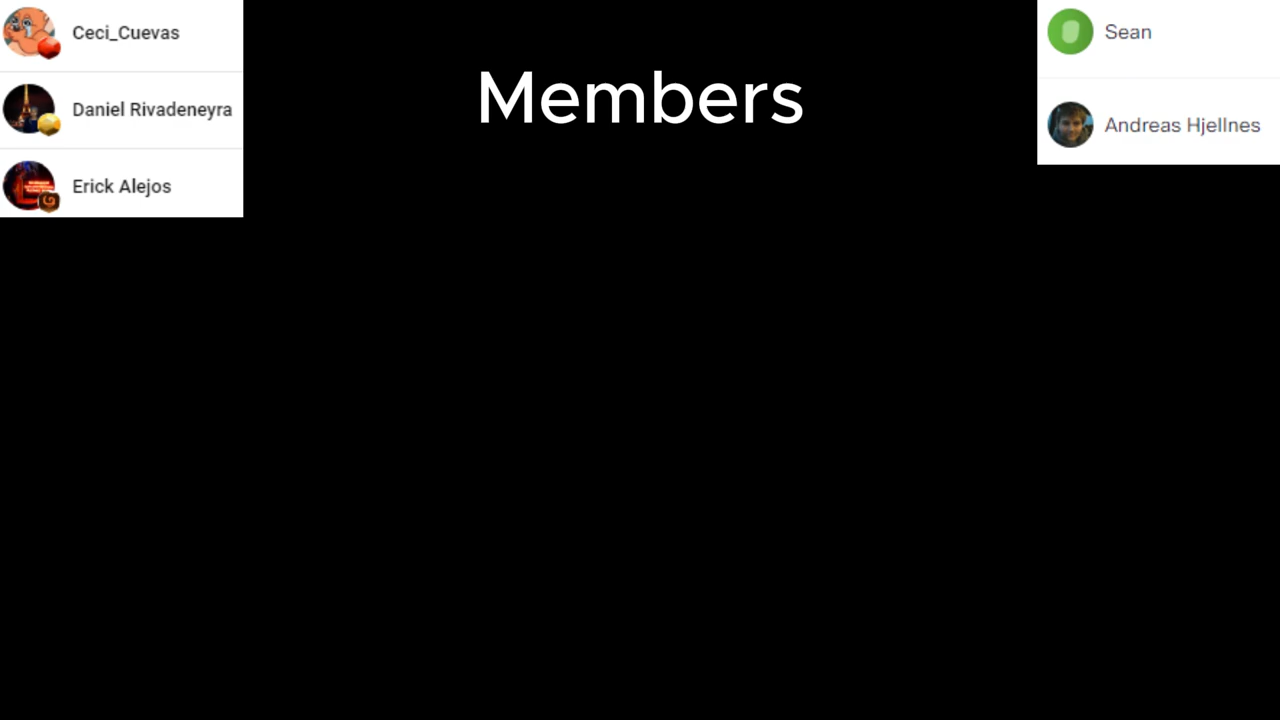 Ceci_Cuevas
Daniel Rivadeneyra
Erick Alejos
Members
Sean
Andreas Hjellnes